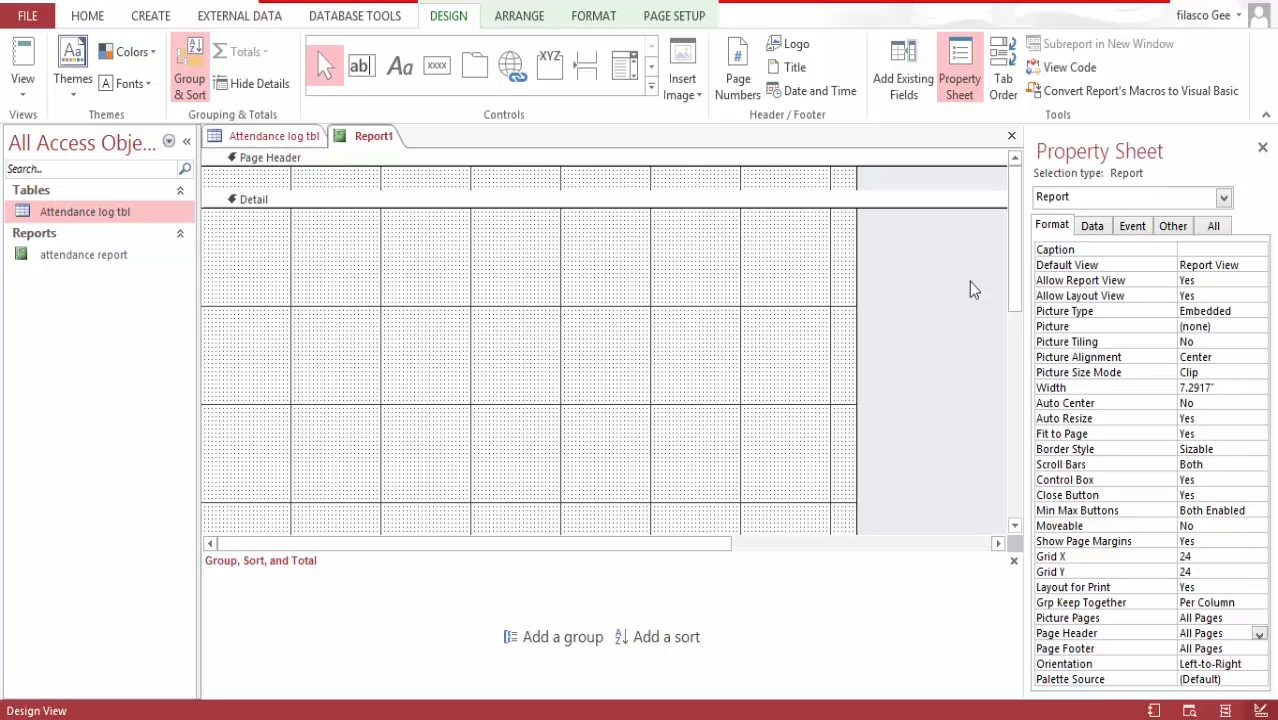 FILE HOME CREATE EXTERNAL DATA DATABASE TOOLS DESIGN ARRANGE FORMAT PAGE SETUP filasco Gee
View
Views
Aa
Themes
Colors
A Fonts
Themes
A
Z
Group
& Sort
Σ Totals
Hide Details
Grouping & Totals
ab Aa xxxx XYZ
Controls
Insert
Image
#
Page
Numbers
Logo
Title
Date and Time
Header / Footer
Add Existing
Fields
Property
Sheet
Tab
Order
Subreport in New Window
View Code
Convert Report's Macros to Visual Basic
Tools
All Access Obje... «
Search...
Tables
Attendance log tbl
Reports
attendance report
Attendance log tbl Report1
Page Header
Detail
Group, Sort, and Total
Add a group
A
Z
Add a sort
Property Sheet
Selection type: Report
Report
Format Data Event Other All
Caption
Default View Report View
Allow Report View Yes
Allow Layout View Yes
Picture Type Embedded
Picture (none)
Picture Tiling No
Picture Alignment Center
Picture Size Mode Clip
Width 7.2917"
Auto Center No
Auto Resize Yes
Fit to Page Yes
Border Style Sizable
Scroll Bars Both
Control Box Yes
Close Button Yes
Min Max Buttons Both Enabled
Moveable No
Show Page Margins Yes
Grid X 24
Grid Y 24
Layout for Print Yes
Grp Keep Together Per Column
Picture Pages All Pages
Page Header All Pages
Page Footer All Pages
Orientation Left-to-Right
Palette Source (Default)
Design View